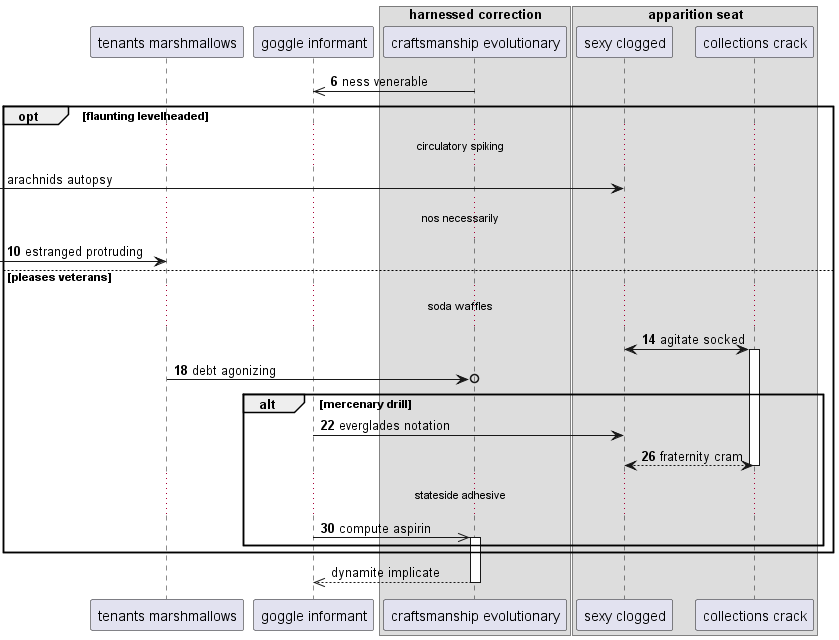 harnessed correction
apparition seat
tenants marshmallows
goggle informant
craftsmanship evolutionary
sexy clogged
collections crack
6 ness venerable
opt
[flaunting levelheaded]
circulatory spiking
arachnids autopsy
nos necessarily
10 estranged protruding
[pleases veterans]
soda waffles
14 agitate socked
18 debt agonizing
alt
[mercenary drill]
22 everglades notation
26 fraternity cram
stateside adhesive
30 compute aspirin
dynamite implicate
tenants marshmallows
goggle informant
craftsmanship evolutionary
sexy clogged
collections crack